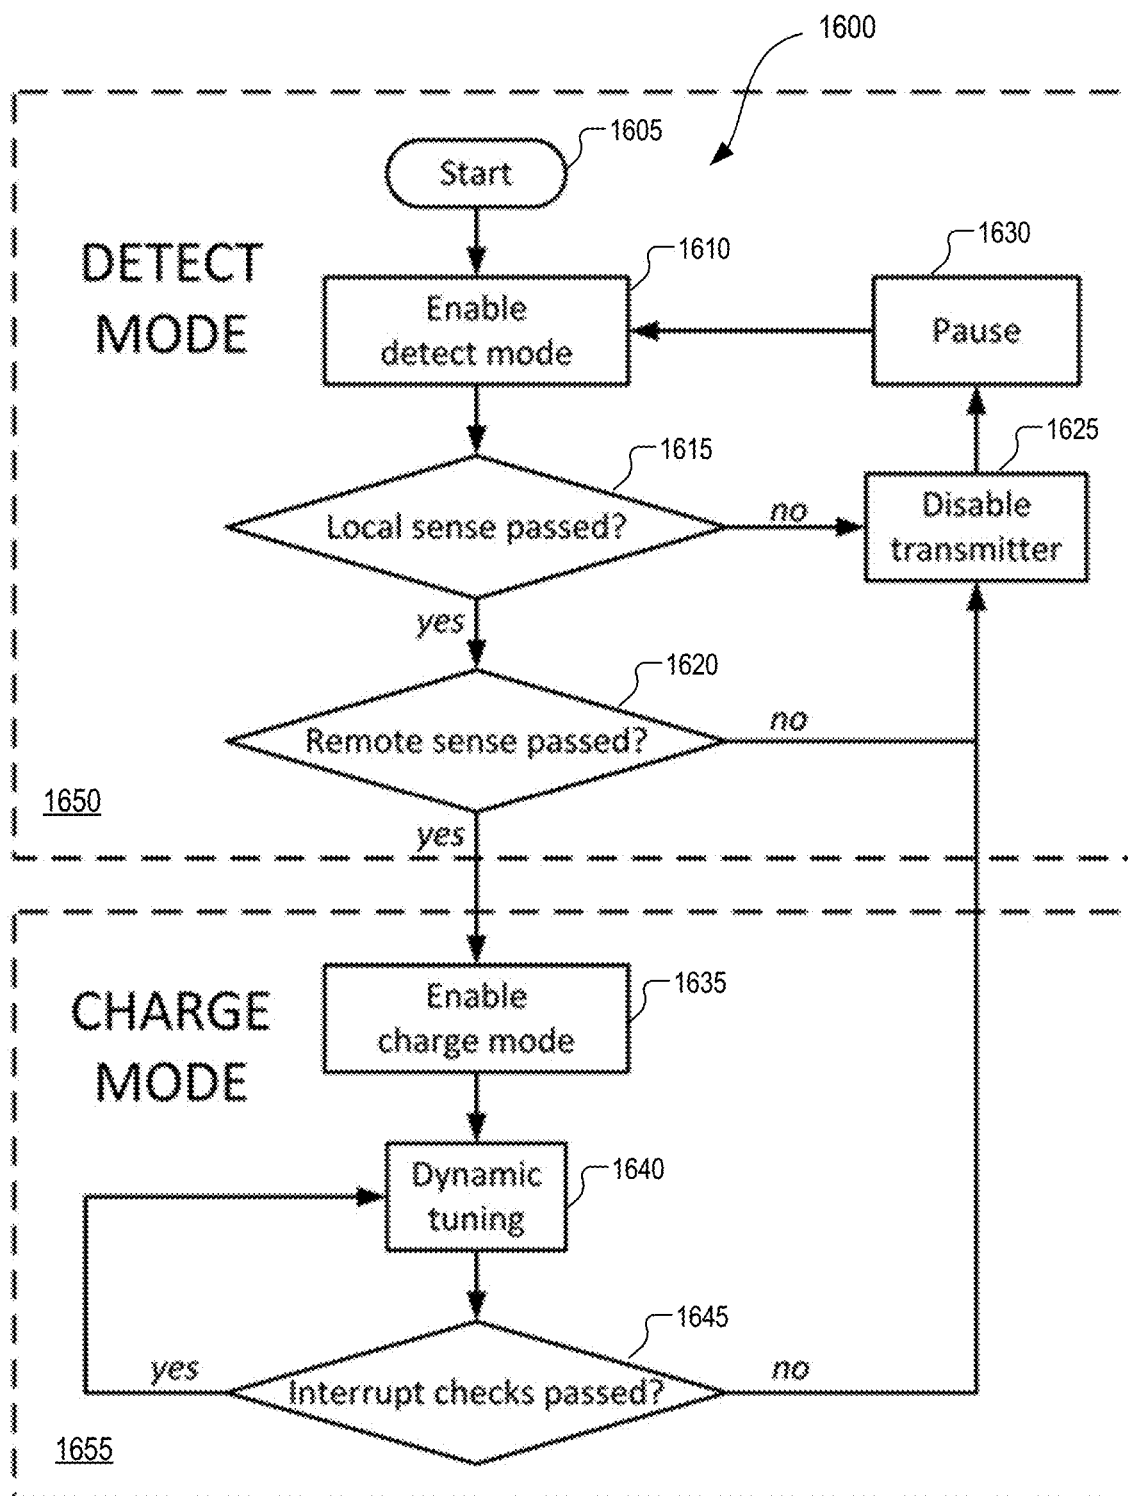 1600
1605
Start
DETECT
MODE
1610
Enable
detect mode
1630
Pause
1615
Local sense passed?
no
1625
Disable
transmitter
yes
1620
Remote sense passed?
no
1650
yes
CHARGE
MODE
1635
Enable
charge mode
1640
Dynamic
tuning
1645
yes
Interrupt checks passed?
no
1655